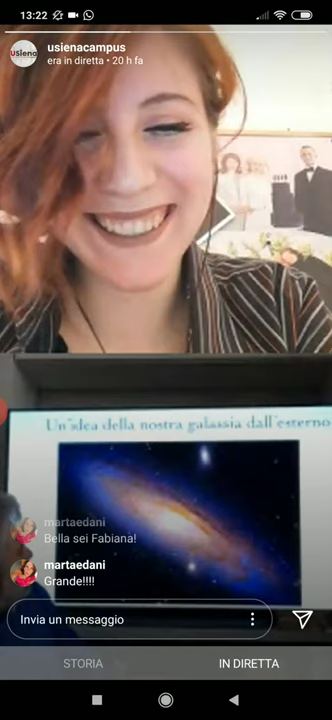 13:22
USiena
usienacampus
era in diretta • 20 h fa
Un'idea della nostra galassia dall'esterno
martaedani
Bella sei Fabiana!
martaedani
Grande!!!!
Invia un messaggio
STORIA
IN DIRETTA